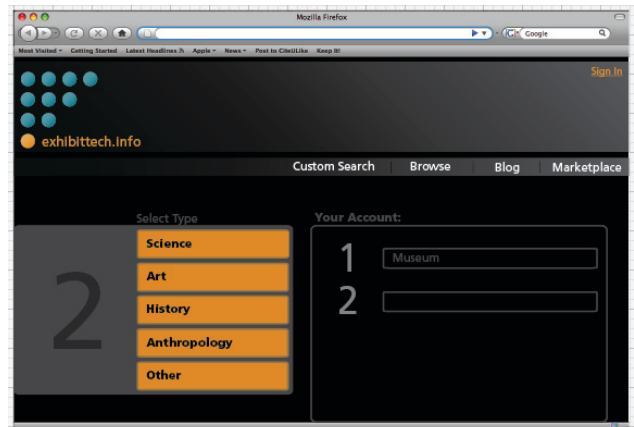 Mozilla Firefox
Google
Most Visited Getting Started Latest Headlines Apple News Post to CiteULike Keep It!
Sign In
exhibittech.info
Custom Search Browse Blog Marketplace
Select Type
2
Science
Art
History
Anthropology
Other
Your Account:
1 Museum
2